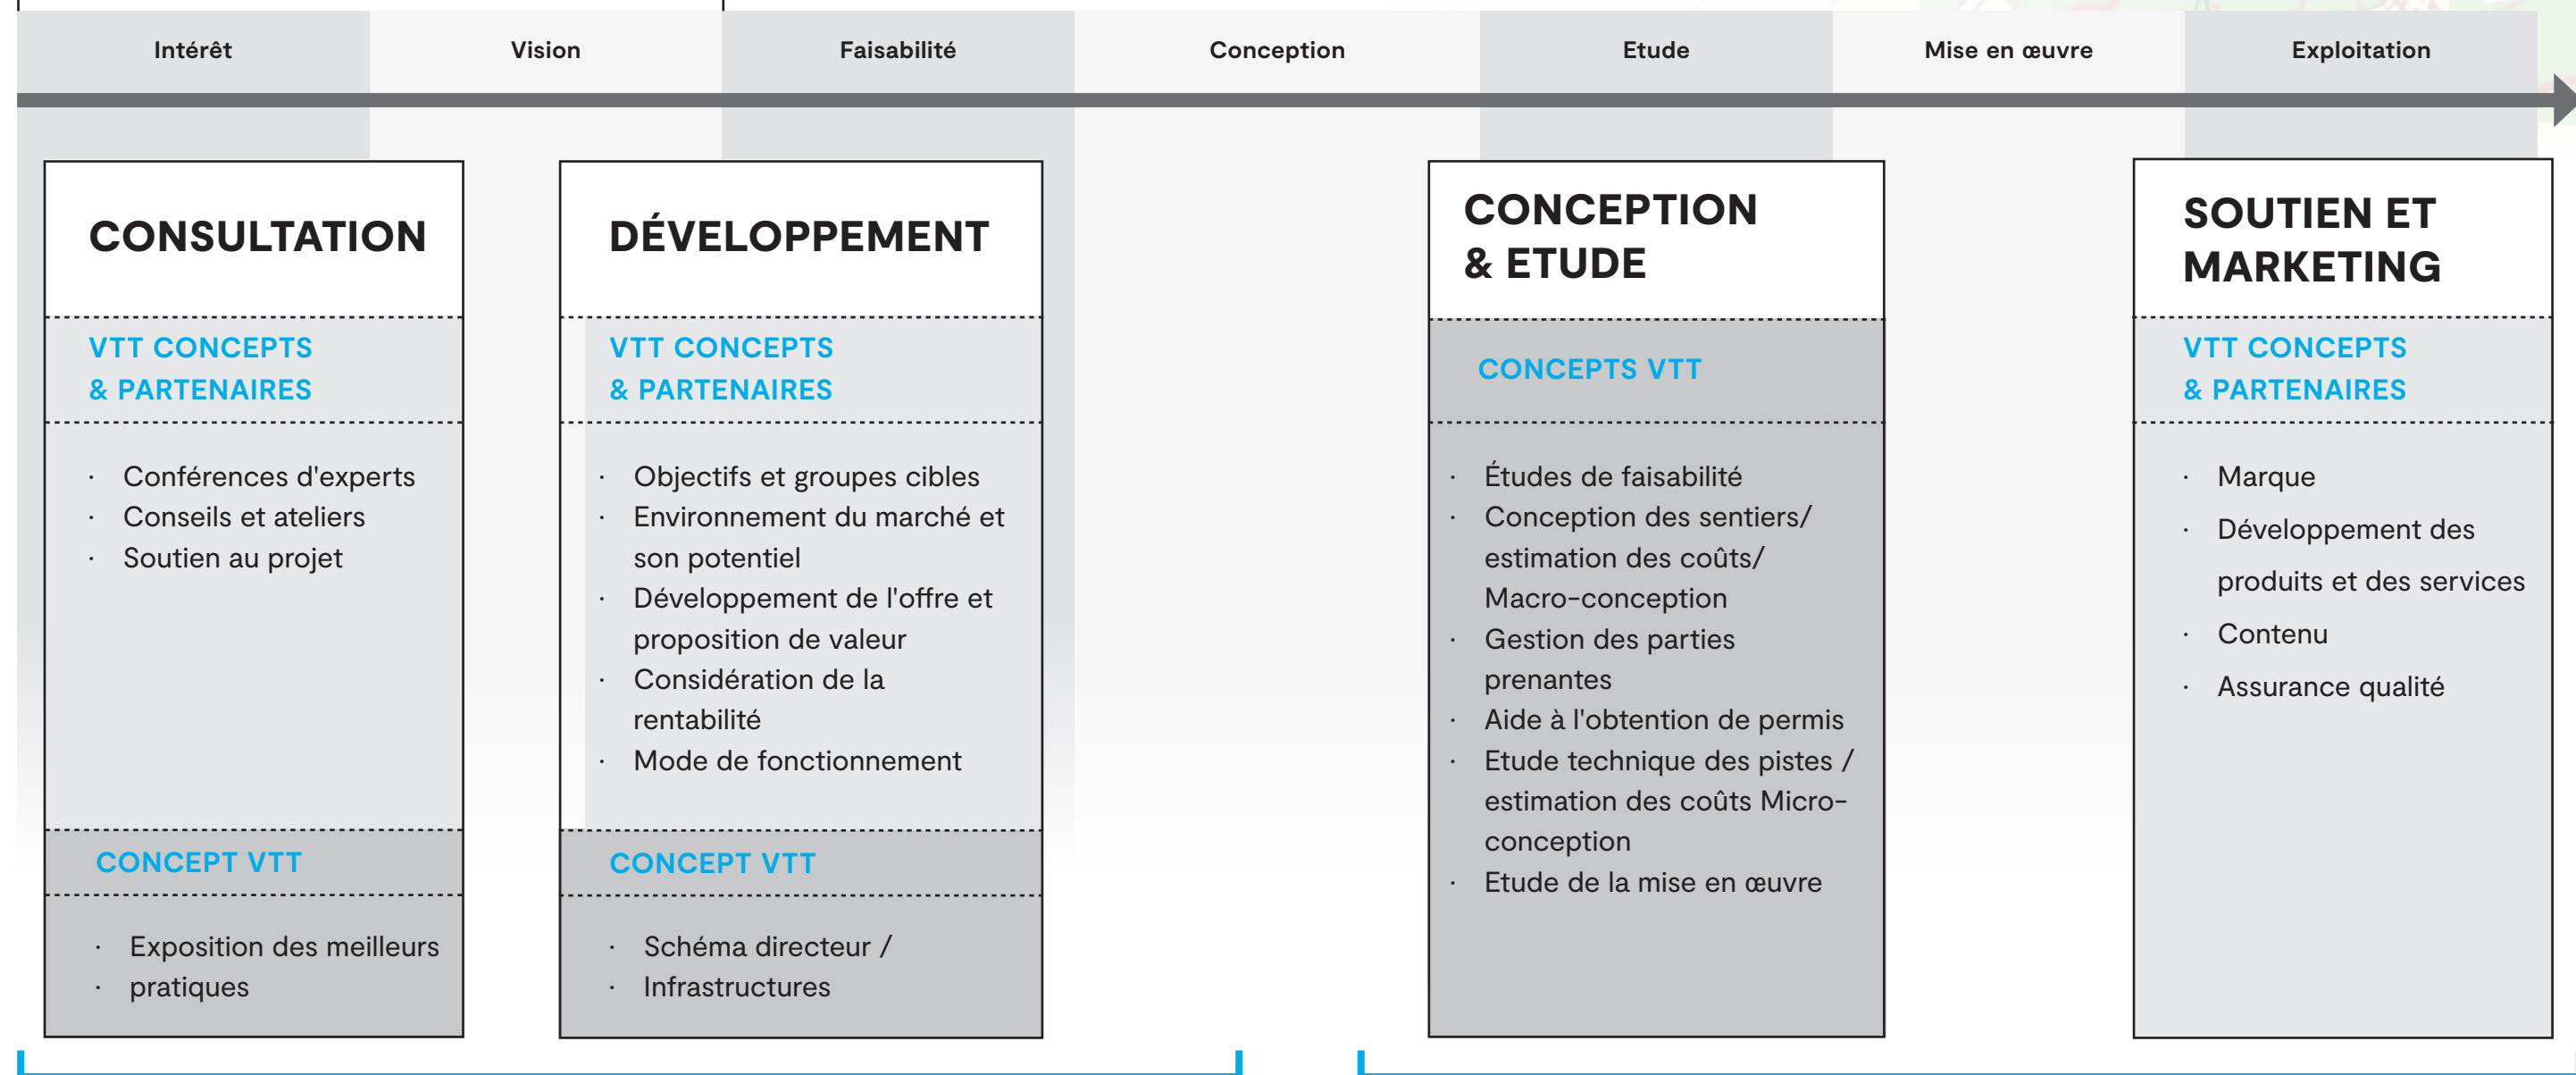 Intérêt
Vision
Faisabilité
Conception
Etude
Mise en œuvre
Exploitation
CONSULTATION
VTT CONCEPTS
& PARTENAIRES
· Conférences d'experts
· Conseils et ateliers
· Soutien au projet
CONCEPT VTT
· Exposition des meilleurs
· pratiques
DÉVELOPPEMENT
VTT CONCEPTS
& PARTENAIRES
· Objectifs et groupes cibles
· Environnement du marché et
son potentiel
· Développement de l'offre et
proposition de valeur
· Considération de la
rentabilité
· Mode de fonctionnement
CONCEPT VTT
· Schéma directeur /
· Infrastructures
CONCEPTION
& ETUDE
CONCEPTS VTT
· Études de faisabilité
· Conception des sentiers/
estimation des coûts/
Macro-conception
· Gestion des parties
prenantes
· Aide à l'obtention de permis
· Etude technique des pistes /
estimation des coûts Micro-
conception
· Etude de la mise en œuvre
SOUTIEN ET
MARKETING
VTT CONCEPTS
& PARTENAIRES
· Marque
· Développement des
produits et des services
· Contenu
· Assurance qualité